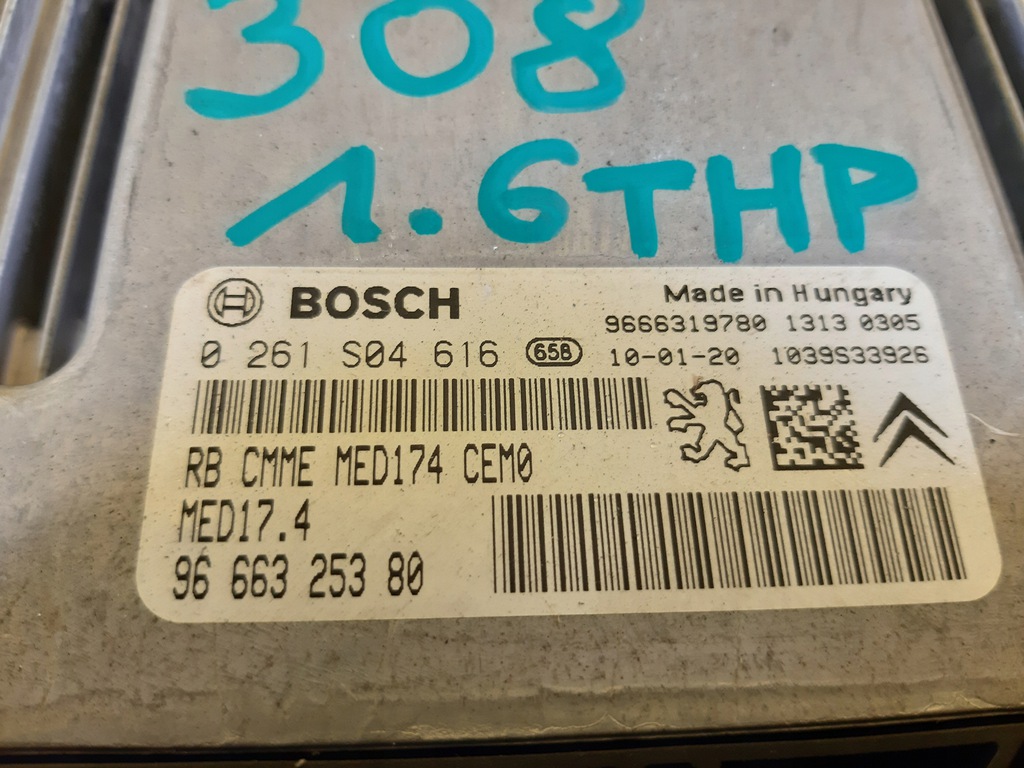 308
1.6THP
BOSCH
Made in Hungary
9666319780 1313 0305
0 261 S04 616 658 10-01-20 1039S33926
RB CMME MED174 CEM0
MED17.4
96 663 253 80